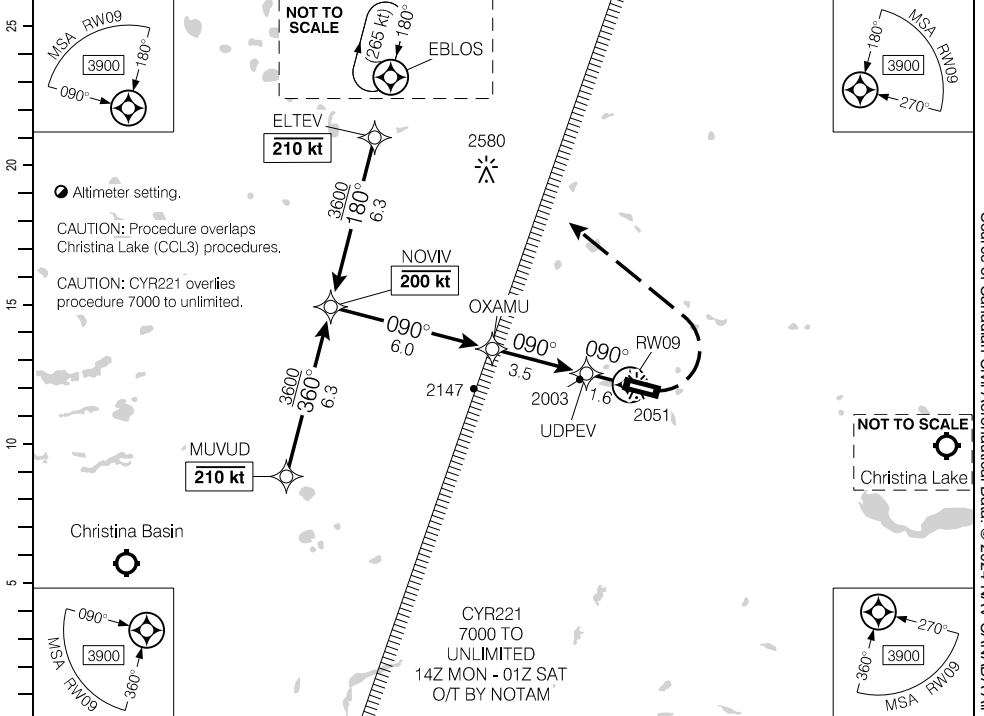 25
20
15
10
5
MSA RW09
3900
180°
090°
NOT TO
SCALE
(265 kt)
180°
EBLOS
MSA RW09
3900
180°
270°
ELTEV
210 kt
2580
3600
180°
6.3
Altimeter setting.
CAUTION: Procedure overlaps
Christina Lake (CCL3) procedures.
CAUTION: CYR221 overlies
procedure 7000 to unlimited.
NOVIV
200 kt
OXAMU
090°
6.0
090°
3.5
090°
1.6
RW09
2147
2003
2051
UDPEV
3600
360°
6.3
MUVUD
210 kt
NOT TO SCALE
Christina Lake
Christina Basin
CYR221
7000 TO
UNLIMITED
14Z MON - 01Z SAT
O/T BY NOTAM
090°
3900
360°
MSA RW09
270°
3900
360°
MSA RW09